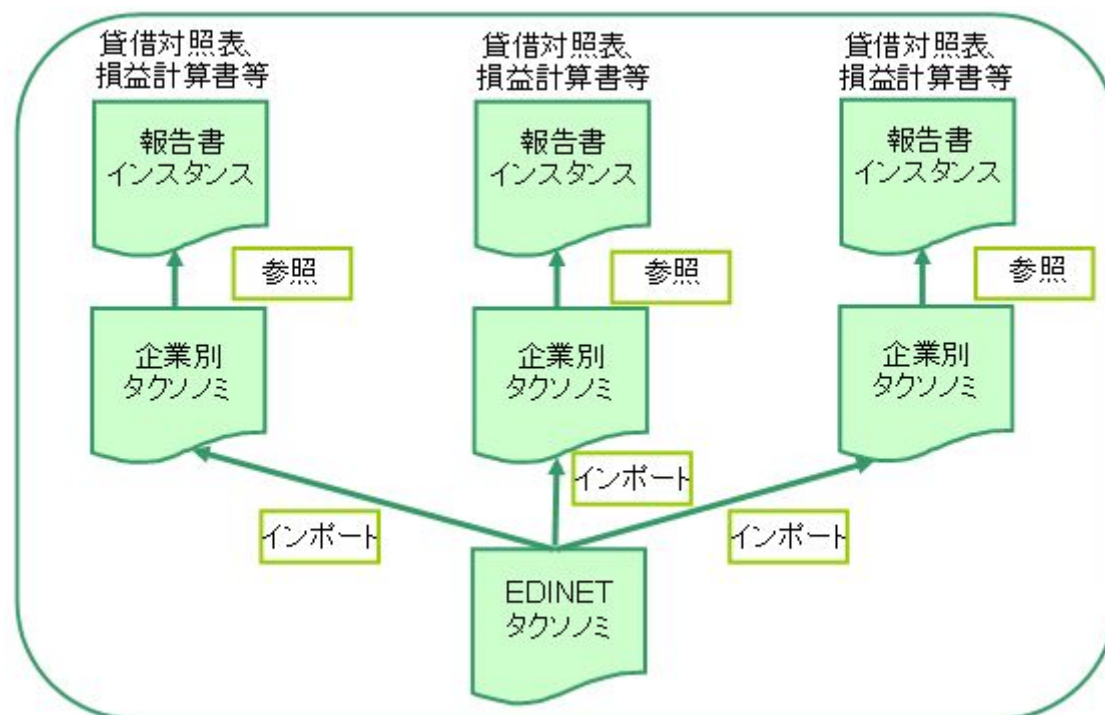 貸借対照表、
損益計算書等
貸借対照表、
損益計算書等
貸借対照表、
損益計算書等
報告書
インスタンス
報告書
インスタンス
報告書
インスタンス
参照
参照
参照
企業別
タクソノミ
企業別
タクソノミ
企業別
タクソノミ
インポート
インポート
インポート
EDINET
タクソノミ